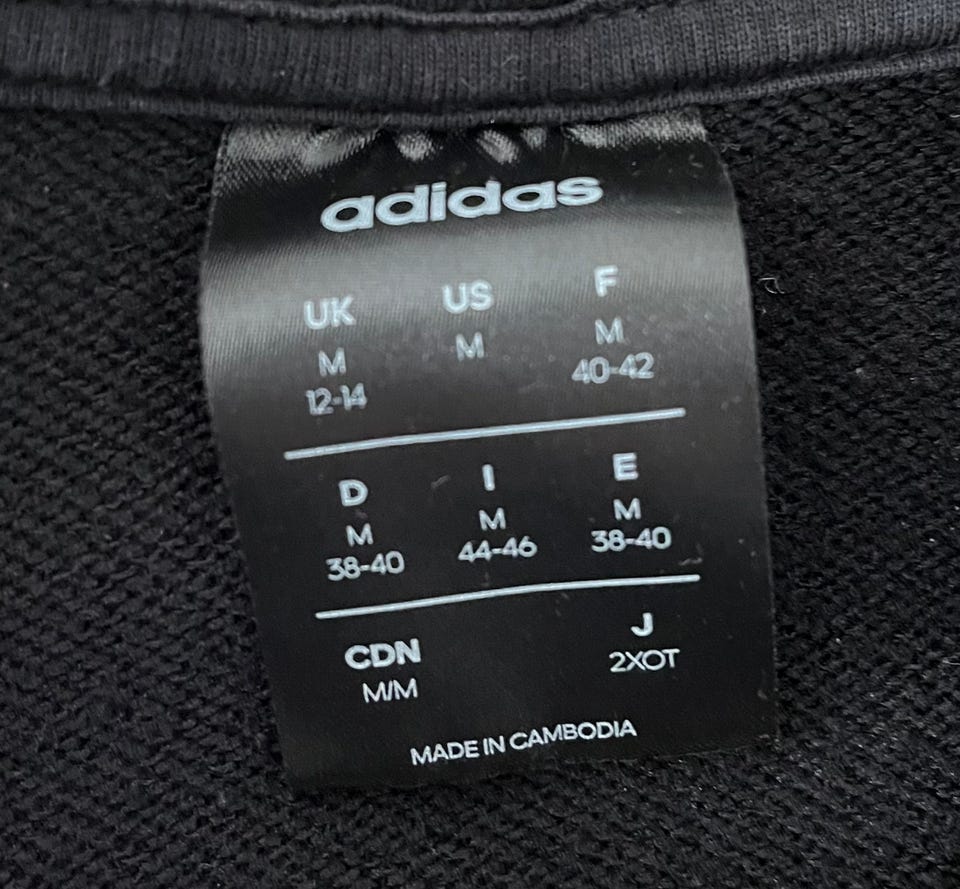 adidas
UK US F
M M M
12-14 40-42
D I E
M M M
38-40 44-46 38-40
CDN J
M/M 2XOT
MADE IN CAMBODIA